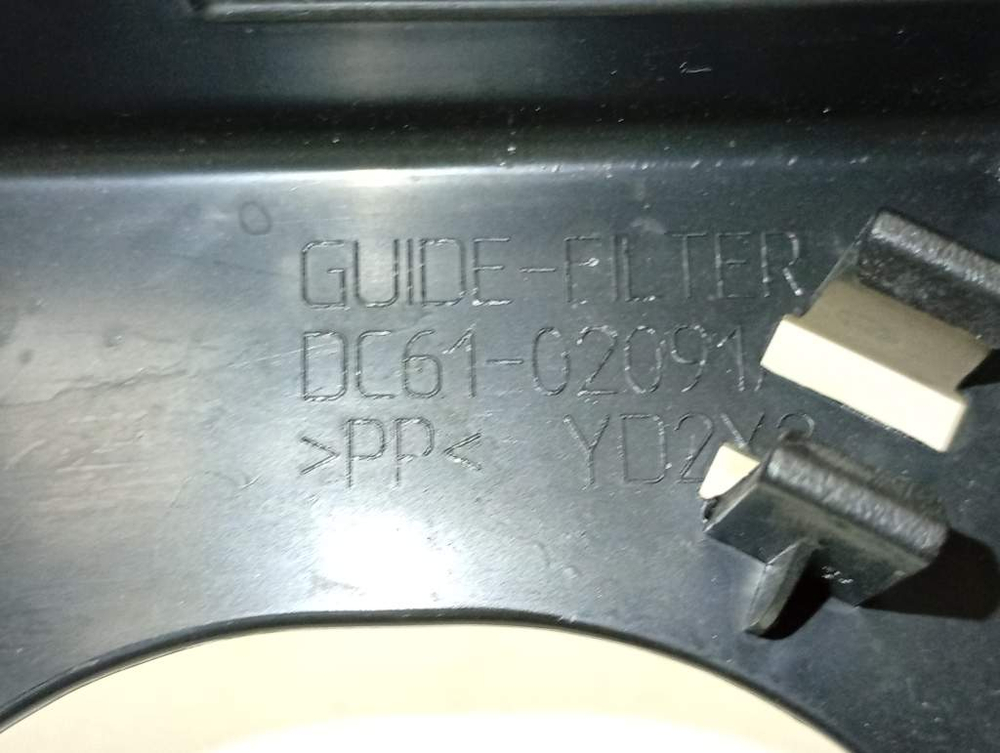 GUIDE-FILTER
DC61-02091
>PP<